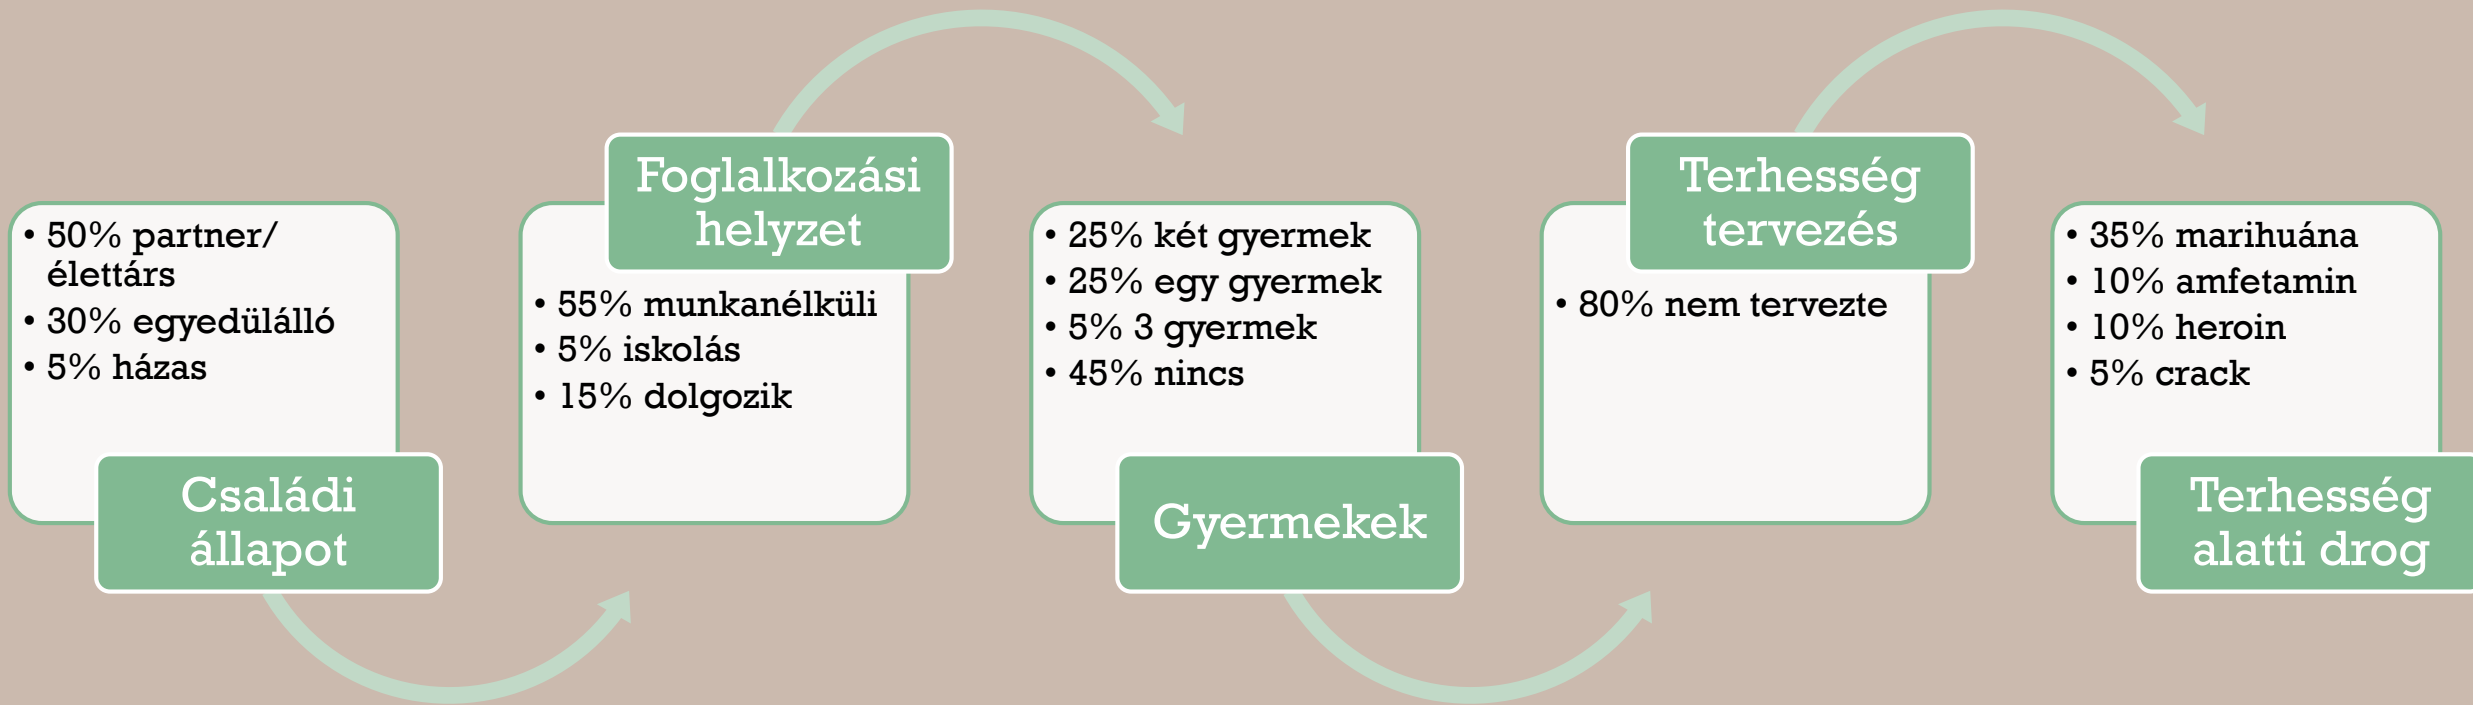 • 50% partner/
élettárs
• 30% egyedülálló
• 5% házas
Családi
állapot
Foglalkozási
helyzet
• 55% munkanélküli
• 5% iskolás
• 15% dolgozik
• 25% két gyermek
• 25% egy gyermek
• 5% 3 gyermek
• 45% nincs
Gyermekek
Terhesség
tervezés
• 80% nem tervezte
• 35% marihuána
• 10% amfetamin
• 10% heroin
• 5% crack
Terhesség
alatti drog